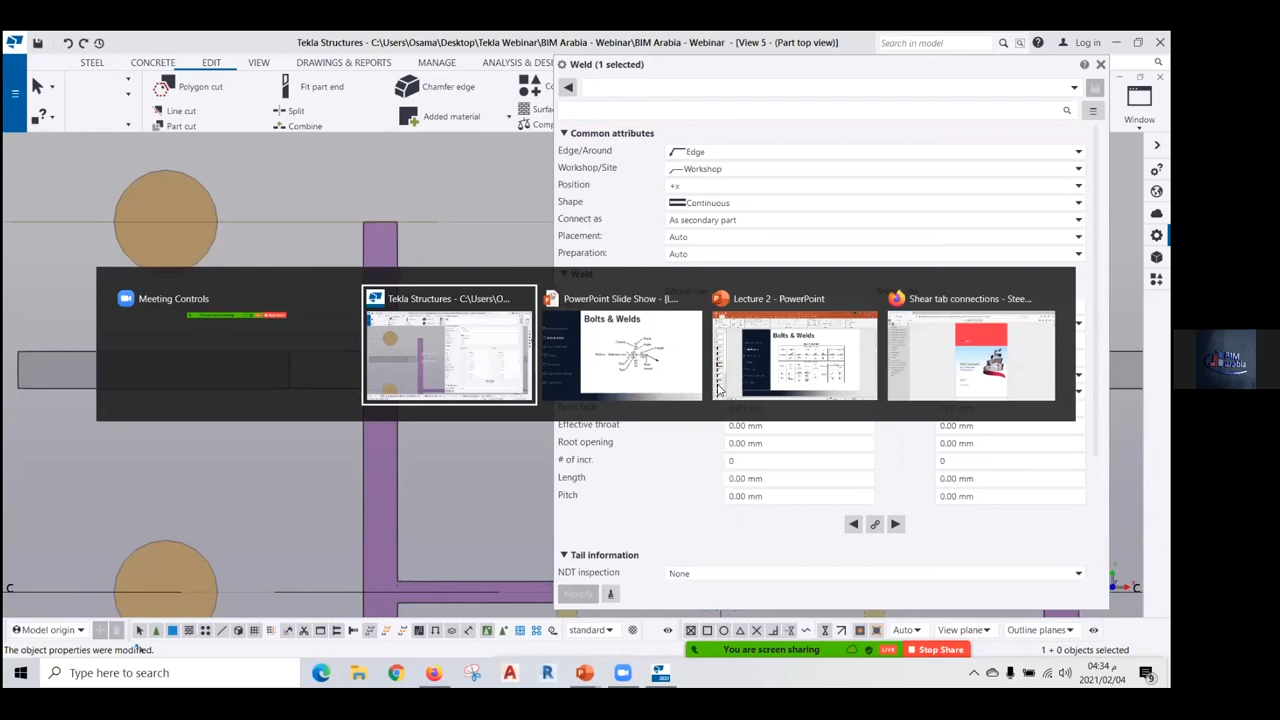 Tekla Structures - C:\Users\Osama\Desktop\Tekla Webinar\BIM Arabia - Webinar\BIM Arabia - Webinar - [View 5 - (Part top view)]
Search in model
Log in
STEEL CONCRETE EDIT VIEW DRAWINGS & REPORTS MANAGE ANALYSIS & DES
Weld (1 selected)
Polygon cut
Fit part end
Chamfer edge
Line cut
Split
Part cut
Combine
Added material
Window
Common attributes
Edge/Around Edge
Workshop/Site Workshop
Position +x
Shape Continuous
Connect as As secondary part
Placement: Auto
Preparation: Auto
Weld
Meeting Controls
Tekla Structures - C:\Users\O...
PowerPoint Slide Show - [L...
Lecture 2 - PowerPoint
Shear tab connections - Stee...
Bolts & Welds
Bolts & Welds
Effective throat 0.00 mm 0.00 mm
Root opening 0.00 mm 0.00 mm
# of incr. 0 0
Length 0.00 mm 0.00 mm
Pitch 0.00 mm 0.00 mm
Tail information
NDT inspection None
Modify
Model origin
standard
Auto
View plane
Outline planes
The object properties were modified.
You are screen sharing
LIVE
Stop Share
1 + 0 objects selected
Type here to search
04:34 م
2021/02/04
9
BIM
arabia